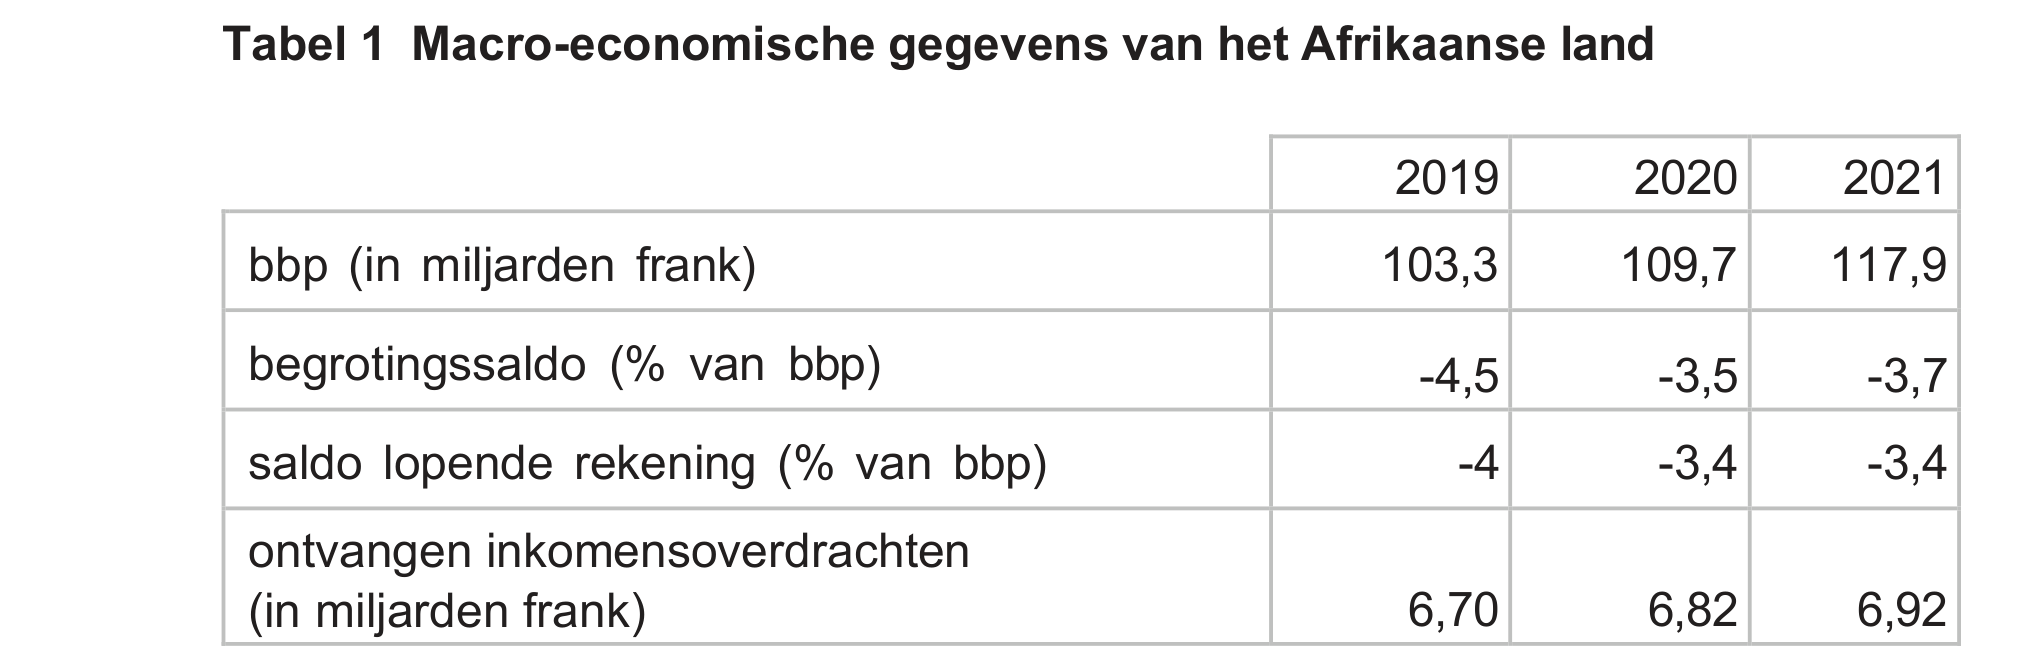 Tabel 1 Macro-economische gegevens van het Afrikaanse land
2019 2020 2021
bbp (in miljarden frank) 103,3 109,7 117,9
begrotingssaldo (% van bbp) -4,5 -3,5 -3,7
saldo lopende rekening (% van bbp) -4 -3,4 -3,4
ontvangen inkomensoverdrachten
(in miljarden frank) 6,70 6,82 6,92